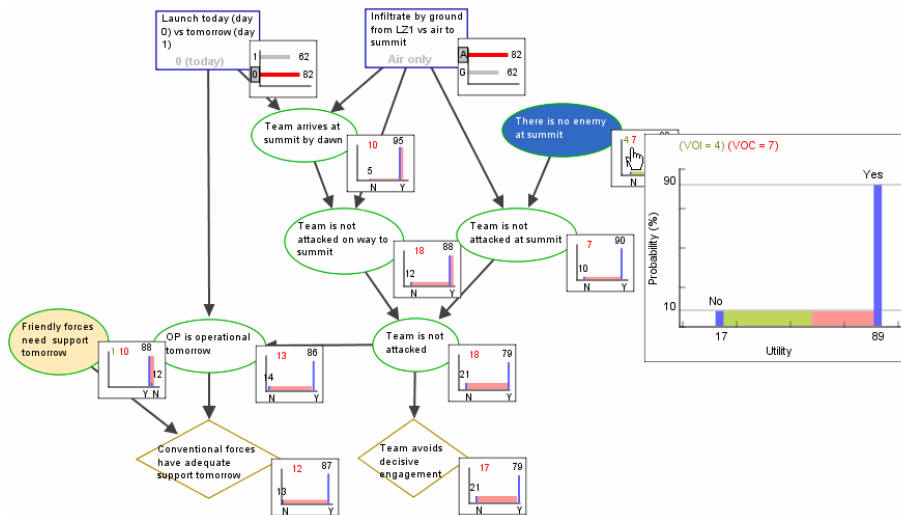 Launch today (day
0) vs tomorrow (day
1)
0 (today)
1 62
0 82
Infiltrate by ground
from LZ1 vs air to
summit
Air only
A 82
G 62
Team arrives at
summit by dawn
10 95
5
N Y
There is no enemy
at summit
4 7
N
(VOI = 4) (VOC = 7)
Yes
90
Probability (%)
No
10
17 89
Utility
Team is not
attacked on way to
summit
18 88
12
N Y
Team is not
attacked at summit
7 90
10
N Y
Friendly forces
need support
tomorrow
1 10 88
12
Y N
OP is operational
tomorrow
13 86
14
N Y
Team is not
attacked
18 79
21
N Y
Conventional forces
have adequate
support tomorrow
12 87
13
N Y
Team avoids
decisive
engagement
17 79
21
N Y